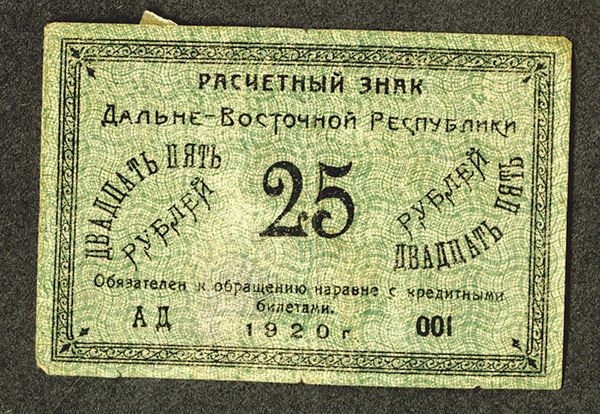 РАСЧЕТНЫЙ ЗНАК
ДАЛЬНЕ-ВОСТОЧНОЙ РЕСПУБЛИКИ
ДВАДЦАТЬ ПЯТЬ
РУБЛЕЙ
25
РУБЛЕЙ
ДВАДЦАТЬ ПЯТЬ
Обязателен к обращению наравне с кредитными
билетами.
АД
1920 г.
001